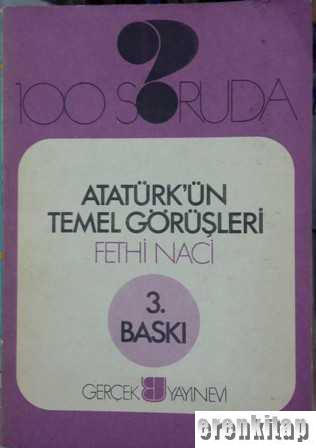 100 SORUDA
ATATÜRK'ÜN
TEMEL GÖRÜŞLERİ
FETHİ NACİ
3.
BASKI
GERÇEK YAYINEVİ
erenkitap